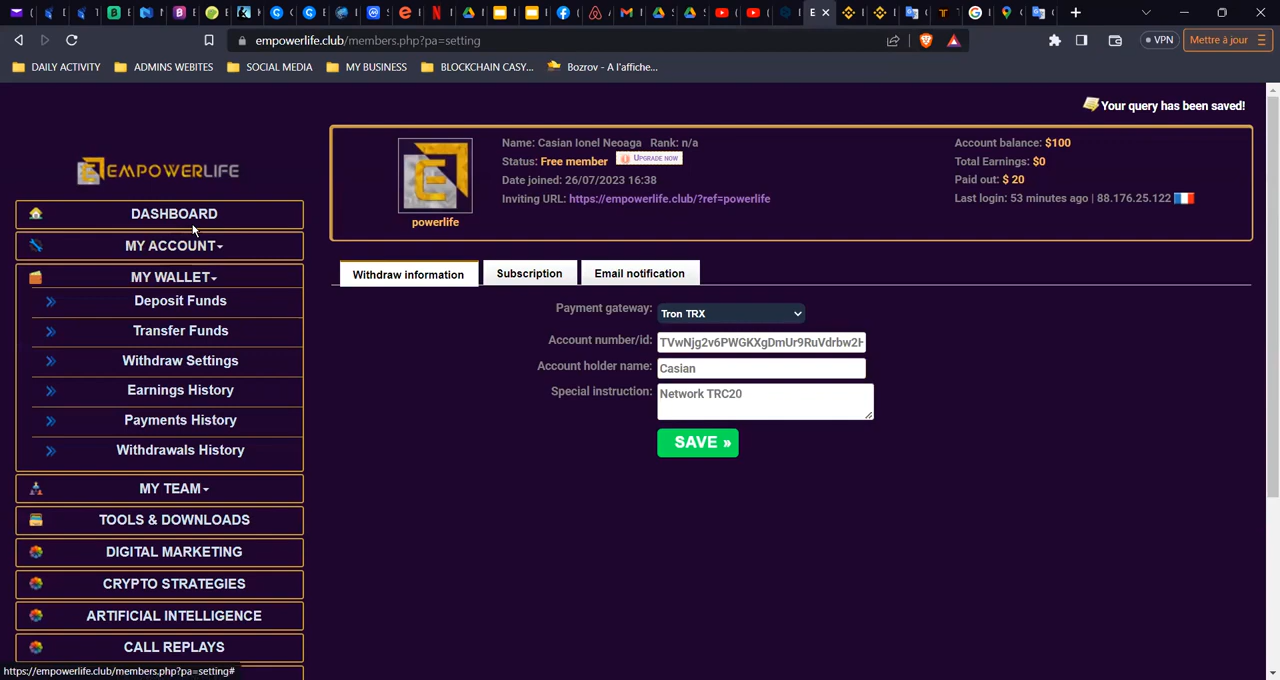 empowerlife.club/members.php?pa=setting
VPN
Mettre à jour
DAILY ACTIVITY
ADMINS WEBITES
SOCIAL MEDIA
MY BUSINESS
BLOCKCHAIN CASY...
Bozrov - A l'affiche...
Your query has been saved!
EMPOWERLIFE
Name: Casian Ionel Neoaga Rank: n/a
Status: Free member UPGRADE NOW
Date joined: 26/07/2023 16:38
Inviting URL: https://empowerlife.club/?ref=powerlife
powerlife
Account balance: $100
Total Earnings: $0
Paid out: $ 20
Last login: 53 minutes ago | 88.176.25.122
DASHBOARD
MY ACCOUNT
MY WALLET
Deposit Funds
Transfer Funds
Withdraw Settings
Earnings History
Payments History
Withdrawals History
MY TEAM
TOOLS & DOWNLOADS
DIGITAL MARKETING
CRYPTO STRATEGIES
ARTIFICIAL INTELLIGENCE
CALL REPLAYS
Withdraw information
Subscription
Email notification
Payment gateway: Tron TRX
Account number/id: TVwNjg2v6PWGKXgDmUr9RuVdrbw2H
Account holder name: Casian
Special instruction: Network TRC20
SAVE »
https://empowerlife.club/members.php?pa=setting#